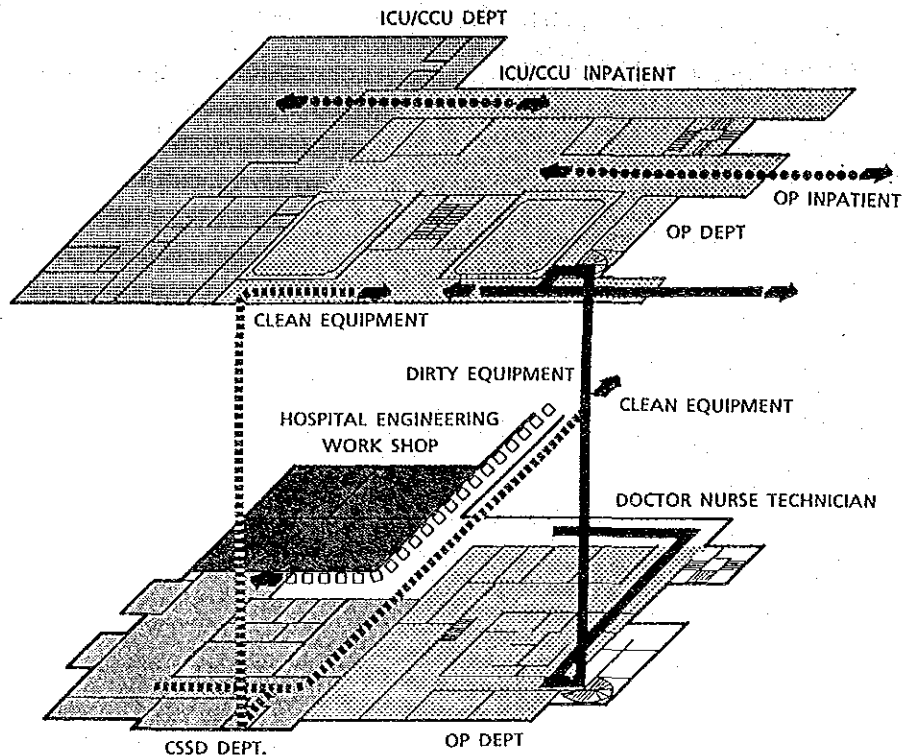 ICU/CCU DEPT
ICU/CCU INPATIENT
OP INPATIENT
OP DEPT
CLEAN EQUIPMENT
DIRTY EQUIPMENT
CLEAN EQUIPMENT
HOSPITAL ENGINEERING
WORK SHOP
DOCTOR NURSE TECHNICIAN
CSSD DEPT.
OP DEPT